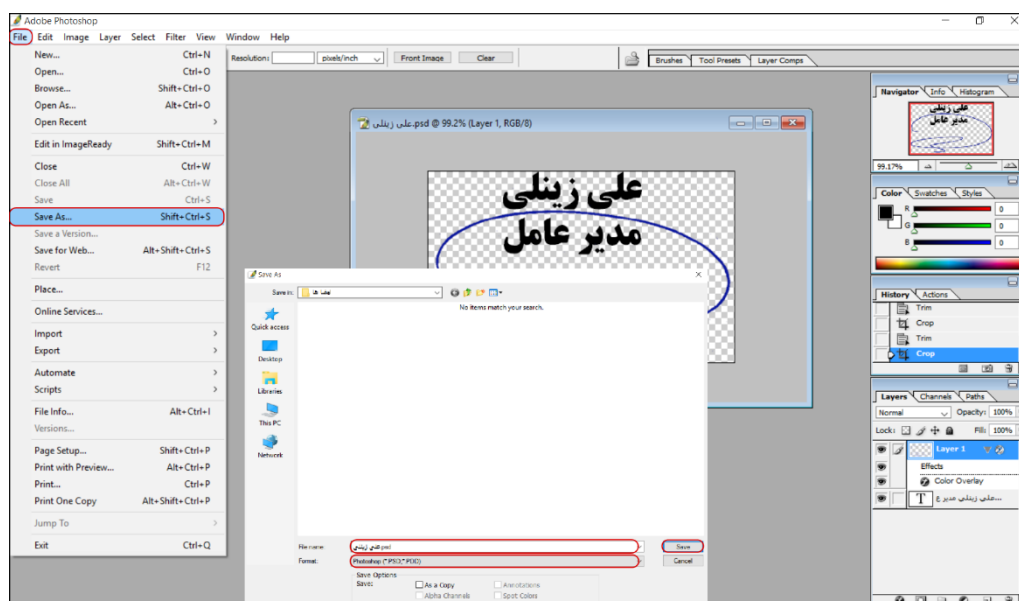 Adobe Photoshop
File Edit Image Layer Select Filter View Window Help
New... Ctrl+N
Open... Ctrl+O
Browse... Shift+Ctrl+O
Open As... Alt+Ctrl+O
Open Recent
Edit in ImageReady Shift+Ctrl+M
Close Ctrl+W
Close All Alt+Ctrl+W
Save Ctrl+S
Save As... Shift+Ctrl+S
Save a Version...
Save for Web... Alt+Shift+Ctrl+S
Revert F12
Place...
Online Services...
Import
Export
Automate
Scripts
File Info... Alt+Ctrl+I
Versions...
Page Setup... Shift+Ctrl+P
Print with Preview... Alt+Ctrl+P
Print... Ctrl+P
Print One Copy Alt+Shift+Ctrl+P
Jump To
Exit Ctrl+Q
Resolution: pixels/inch Front Image Clear
Brushes Tool Presets Layer Comps
علی زینلی.psd @ 99.2% (Layer 1, RGB/8)
علی زینلی
مدیر عامل
Save As
Save in:
No items match your search.
Quick access
Desktop
Libraries
This PC
Network
File name: علی زینلی.psd Save
Format: Photoshop (*.PSD;*.PDD) Cancel
Save Options
Save: As a Copy Annotations
Alpha Channels Spot Colors
Navigator Info Histogram
علی زینلی
مدیر عامل
99.17%
Color Swatches Styles
R 0
G 0
B 0
History Actions
Trim
Crop
Trim
Crop
Layers Channels Paths
Normal Opacity: 100%
Lock: Fill: 100%
Layer 1
Effects
Color Overlay
T علی زینلی مدیر ع...